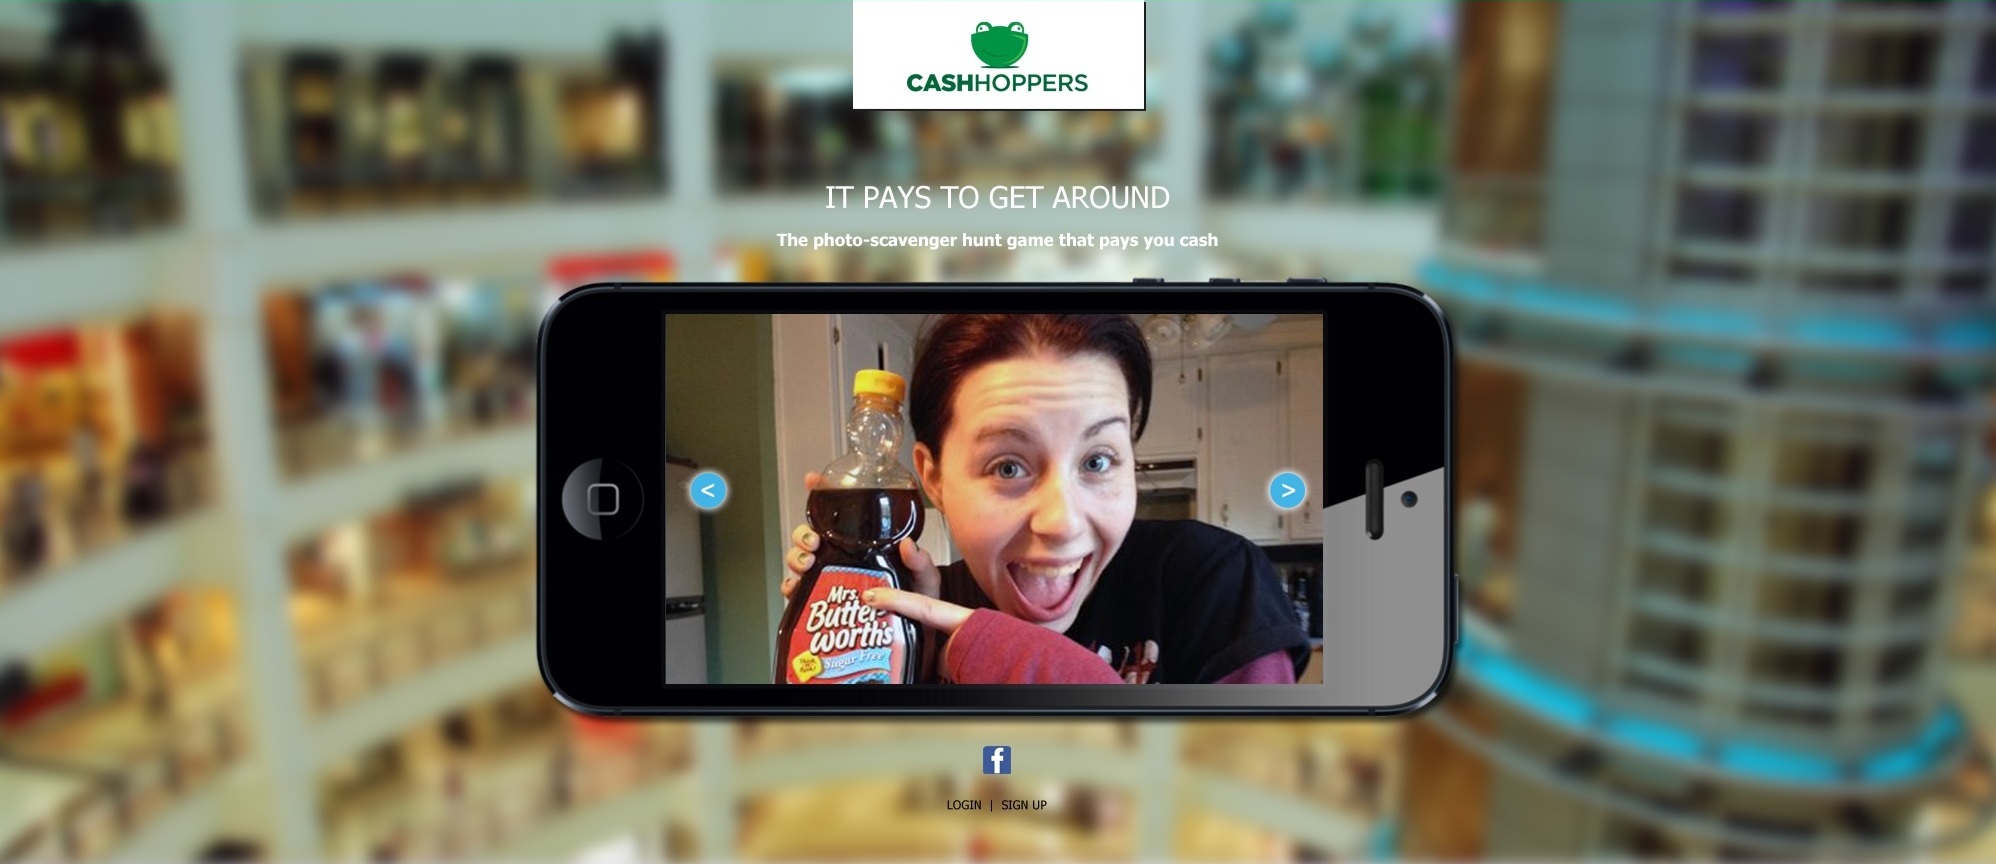 CASHHOPPERS
IT PAYS TO GET AROUND
The photo-scavenger hunt game that pays you cash
<
>
Mrs.
Butter-
worth's
Sugar Free
f
LOGIN | SIGN UP